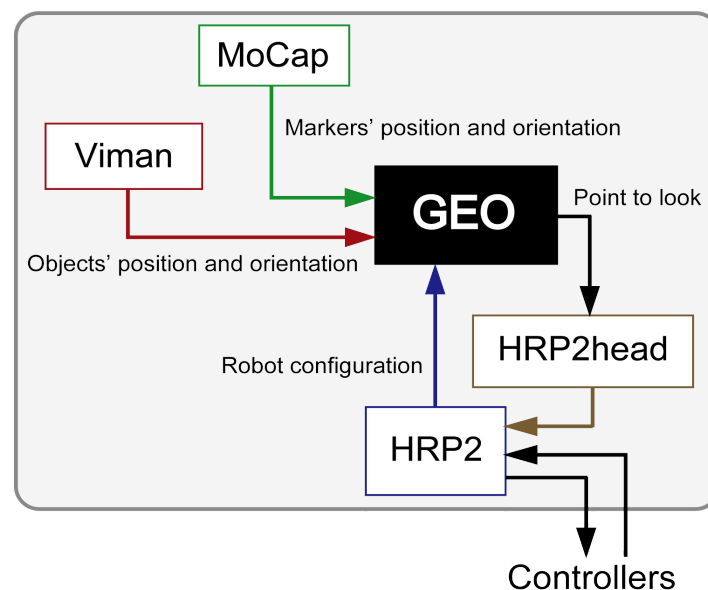 MoCap
Markers’ position and orientation
Viman
GEO
Point to look
Objects’ position and orientation
HRP2head
Robot configuration
HRP2
Controllers